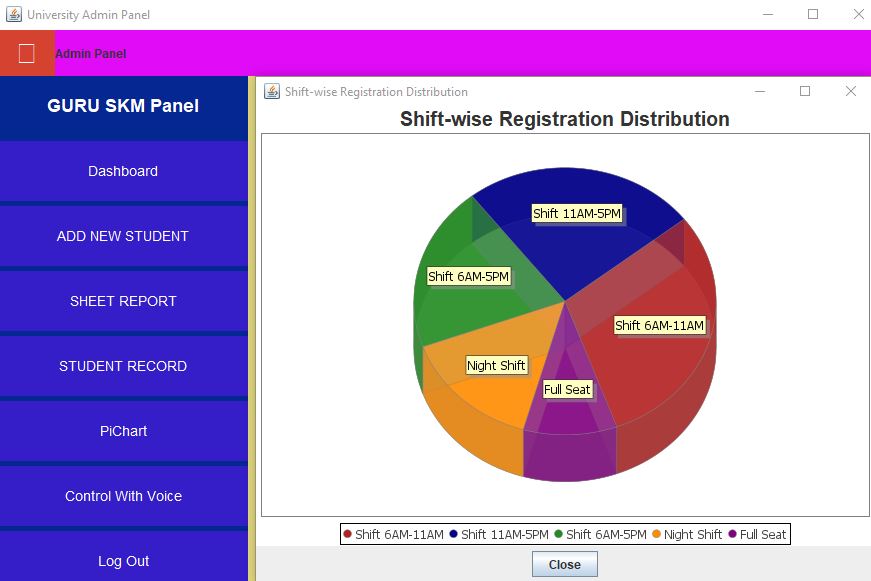 University Admin Panel
Admin Panel
GURU SKM Panel
Dashboard
ADD NEW STUDENT
SHEET REPORT
STUDENT RECORD
PiChart
Control With Voice
Log Out
Shift-wise Registration Distribution
Shift-wise Registration Distribution
Shift 11AM-5PM
Shift 6AM-5PM
Shift 6AM-11AM
Night Shift
Full Seat
Shift 6AM-11AM Shift 11AM-5PM Shift 6AM-5PM Night Shift Full Seat
Close